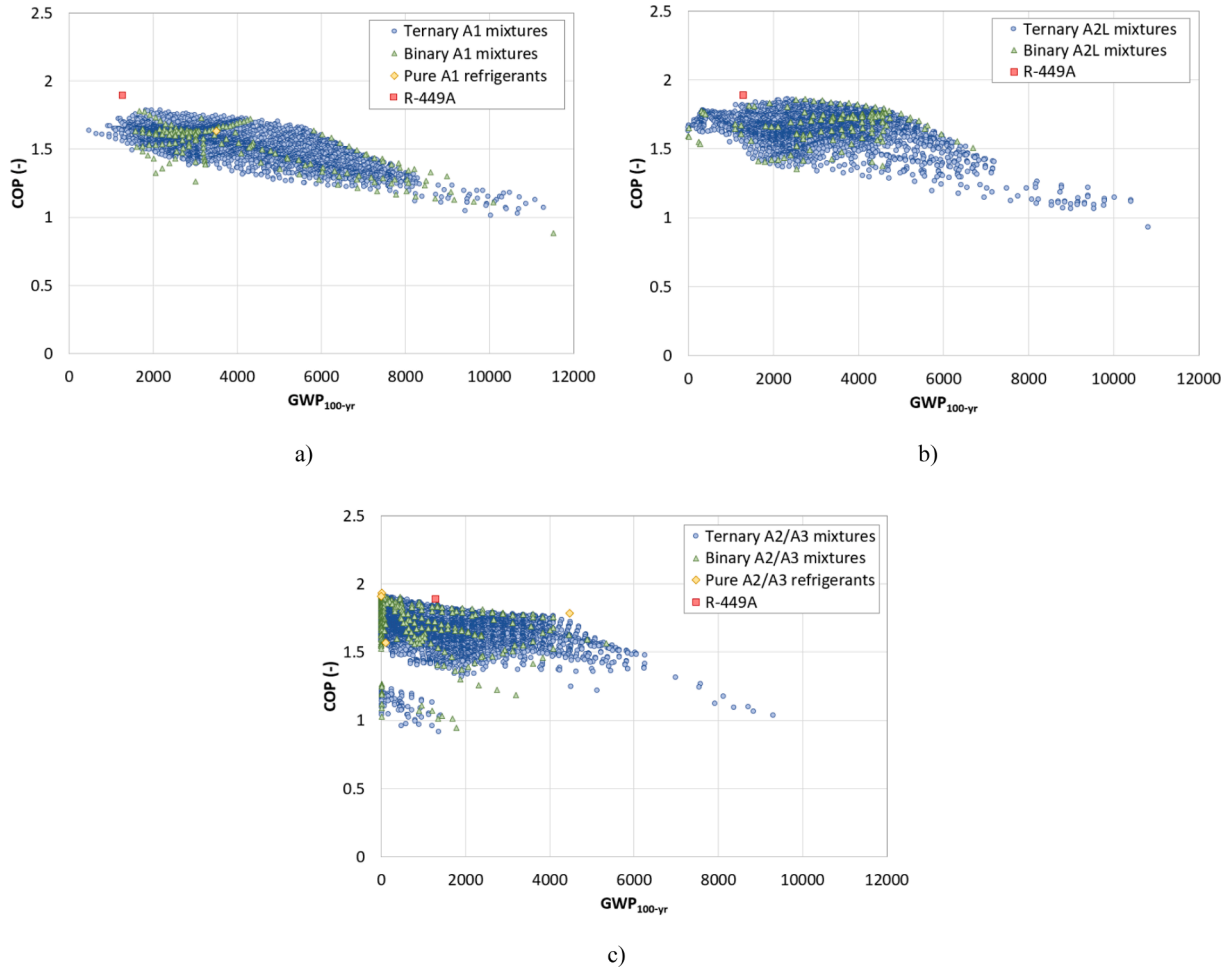 2.5
2
1.5
1
0.5
0
COP (-)
Ternary A1 mixtures
Binary A1 mixtures
Pure A1 refrigerants
R-449A
0 2000 4000 6000 8000 10000 12000
GWP100-yr
a)
2.5
2
1.5
1
0.5
0
COP (-)
Ternary A2L mixtures
Binary A2L mixtures
R-449A
0 2000 4000 6000 8000 10000 12000
GWP100-yr
b)
2.5
2
1.5
1
0.5
0
COP (-)
Ternary A2/A3 mixtures
Binary A2/A3 mixtures
Pure A2/A3 refrigerants
R-449A
0 2000 4000 6000 8000 10000 12000
GWP100-yr
c)